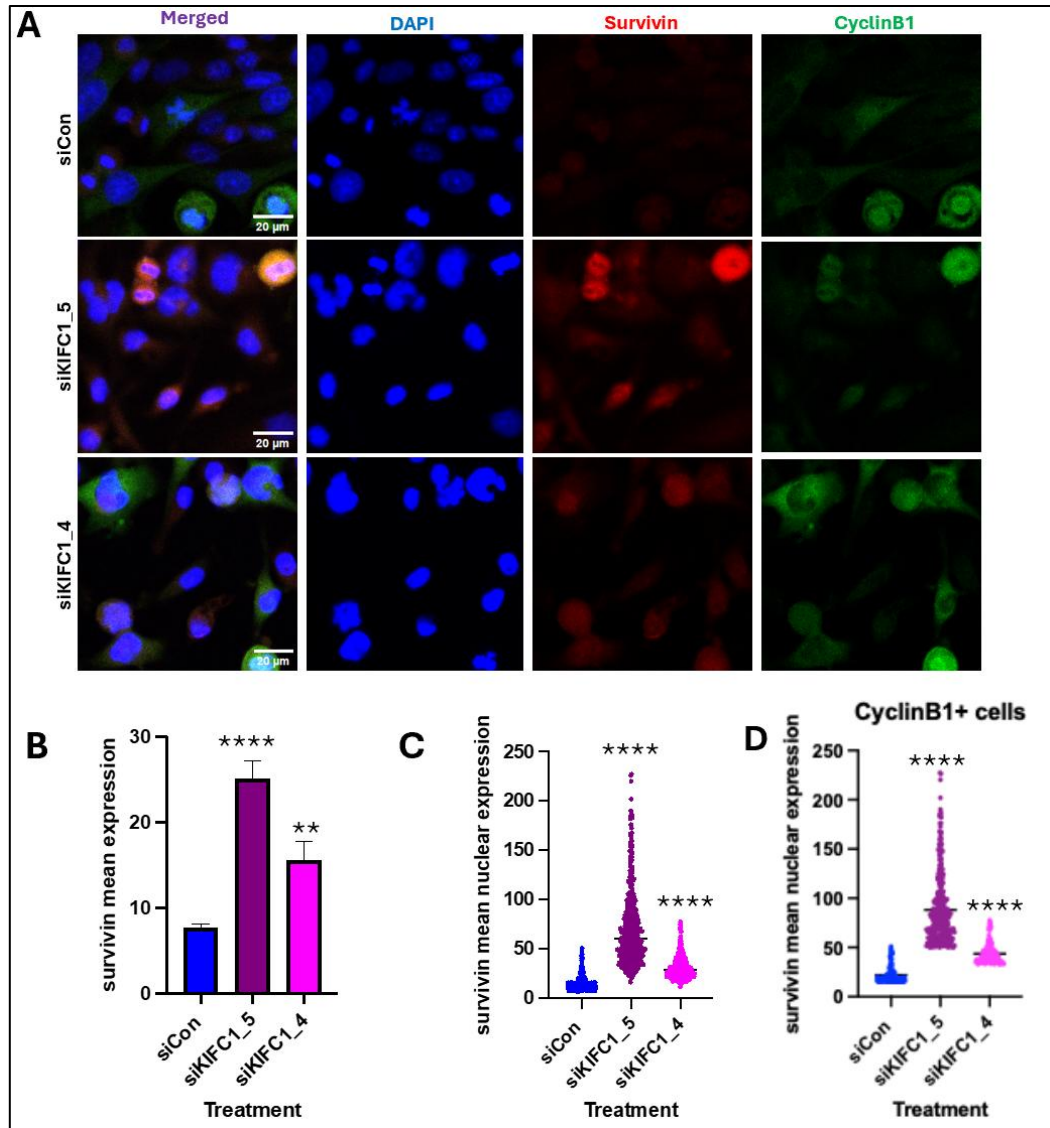 A
Merged
DAPI
Survivin
CyclinB1
siCon
20 µm
siKIFC1_5
20 µm
siKIFC1_4
20 µm
B
survivin mean expression
30
20
10
0
****
**
siCon
siKIFC1_5
siKIFC1_4
Treatment
C
survivin mean nuclear expression
250
200
150
100
50
0
****
****
siCon
siKIFC1_5
siKIFC1_4
Treatment
D
CyclinB1+ cells
survivin mean nuclear expression
250
200
150
100
50
0
****
****
siCon
siKIFC1_5
siKIFC1_4
Treatment